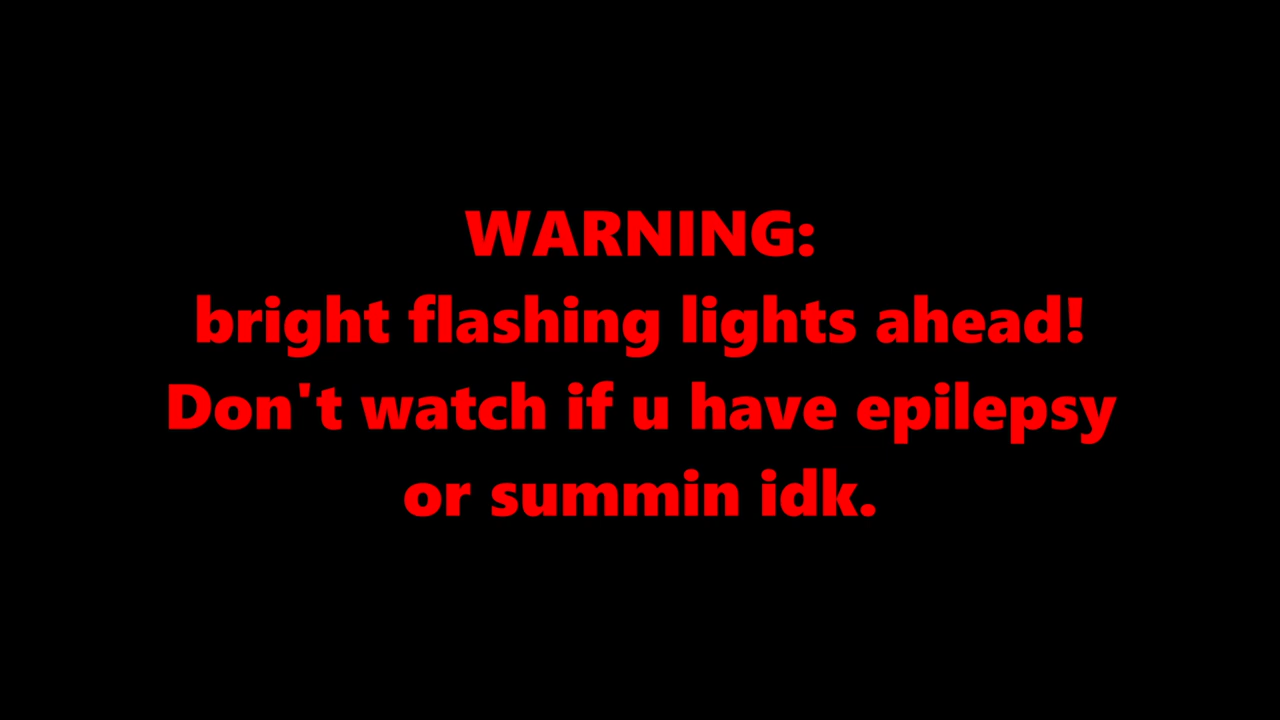 WARNING:
bright flashing lights ahead!
Don't watch if u have epilepsy
or summin idk.